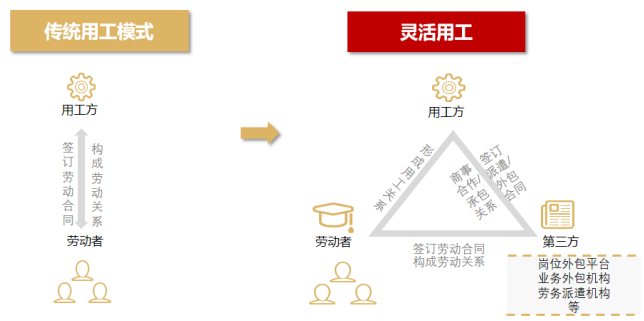 传统用工模式
用工方
签订劳动合同
构成劳动关系
劳动者
灵活用工
用工方
形成用工关系
商事
合作/
承包
关系
签订
派遣/
外包
合同
劳动者
签订劳动合同
构成劳动关系
第三方
岗位外包平台
业务外包机构
劳务派遣机构
等